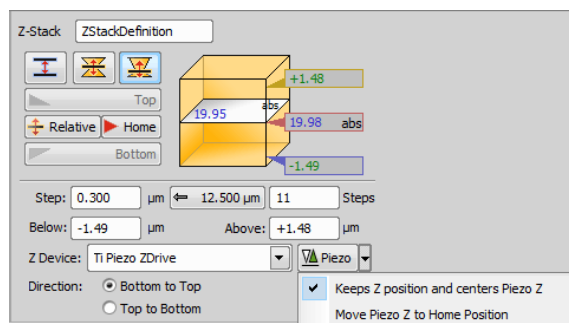 Z-Stack ZStackDefinition
Top
Relative Home
Bottom
+1.48
19.95 abs
19.98 abs
-1.49
Step: 0.300 µm 12.500 µm 11 Steps
Below: -1.49 µm Above: +1.48 µm
Z Device: Ti Piezo ZDrive Piezo
Direction: Bottom to Top
Top to Bottom
Keeps Z position and centers Piezo Z
Move Piezo Z to Home Position